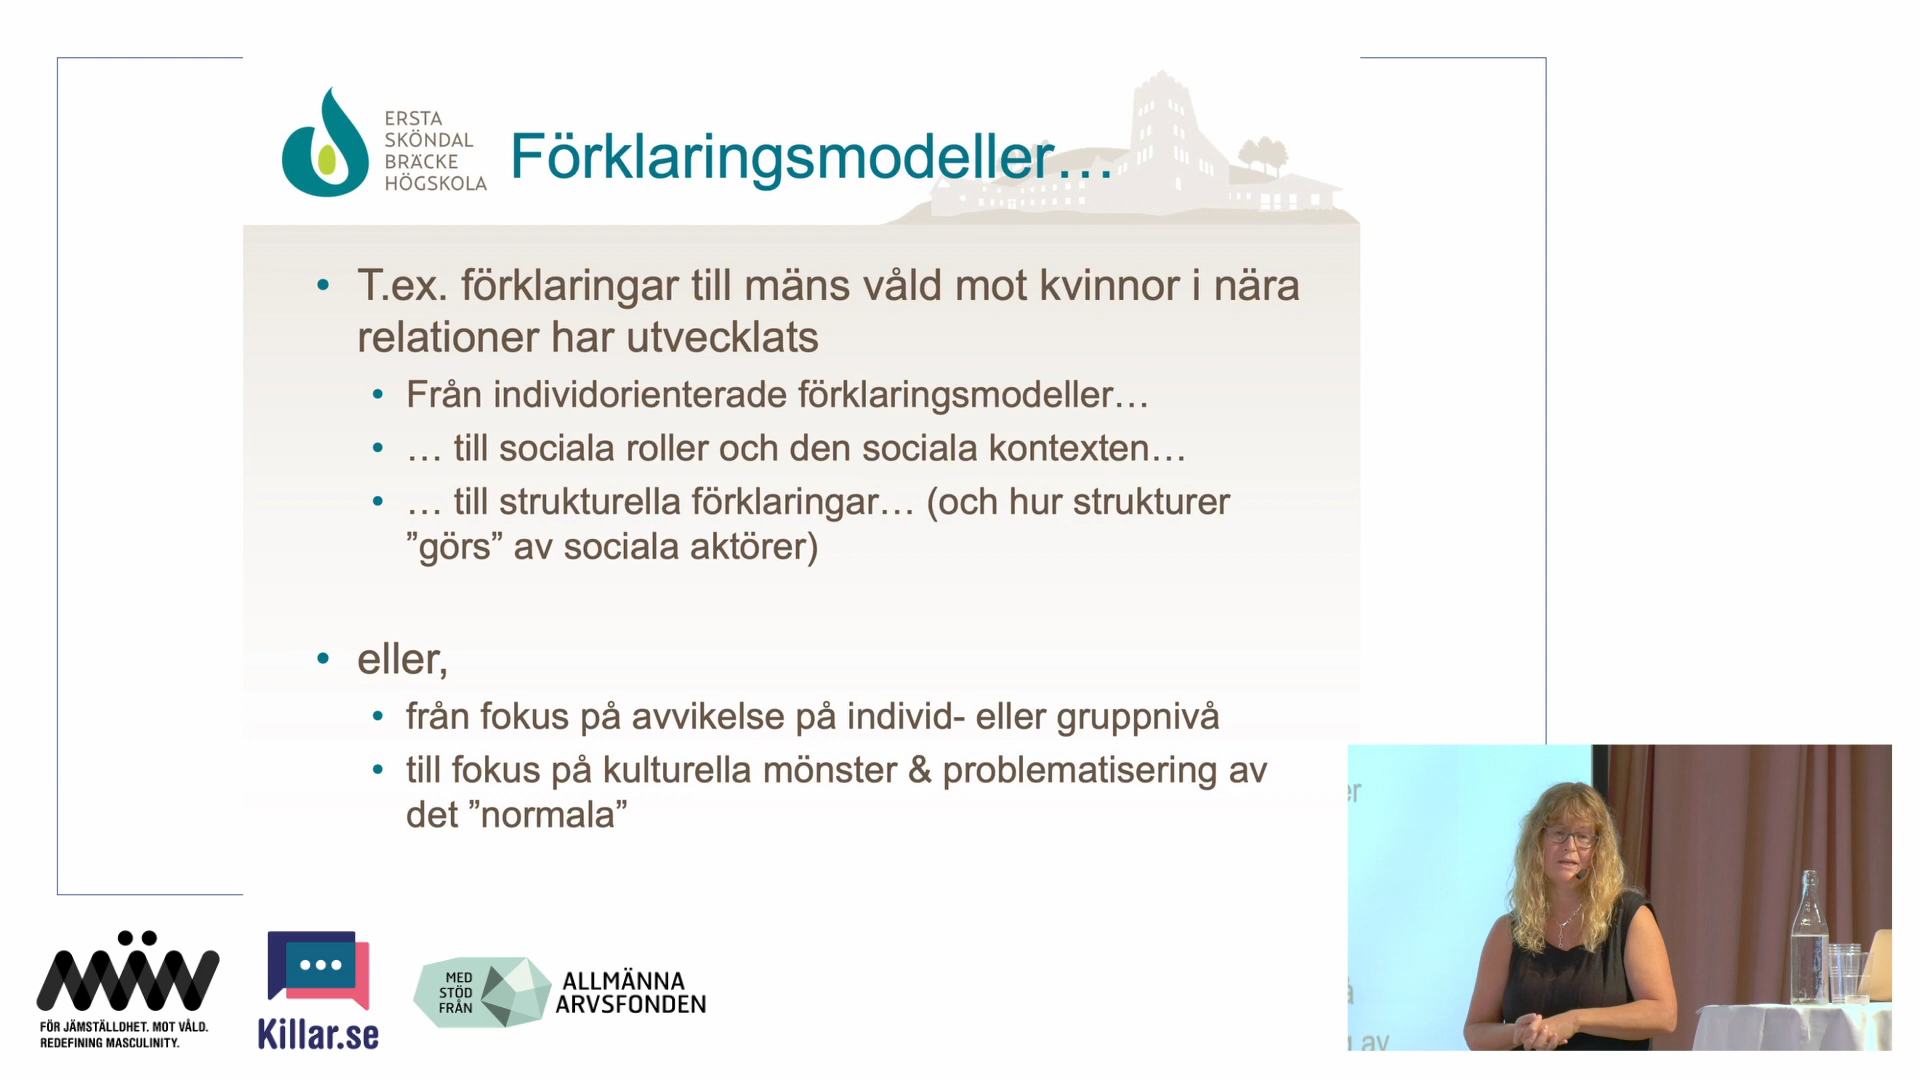 ERSTA
SKÖNDAL
BRÄCKE
HÖGSKOLA
Förklaringsmodeller…
• T.ex. förklaringar till mäns våld mot kvinnor i nära
relationer har utvecklats
• Från individorienterade förklaringsmodeller…
• … till sociala roller och den sociala kontexten…
• … till strukturella förklaringar… (och hur strukturer
”görs” av sociala aktörer)
• eller,
• från fokus på avvikelse på individ- eller gruppnivå
• till fokus på kulturella mönster & problematisering av
det ”normala”
er
å
av
MÄN
FÖR JÄMSTÄLLDHET. MOT VÅLD.
REDEFINING MASCULINITY.
Killar.se
MED
STÖD
FRÅN
ALLMÄNNA
ARVSFONDEN